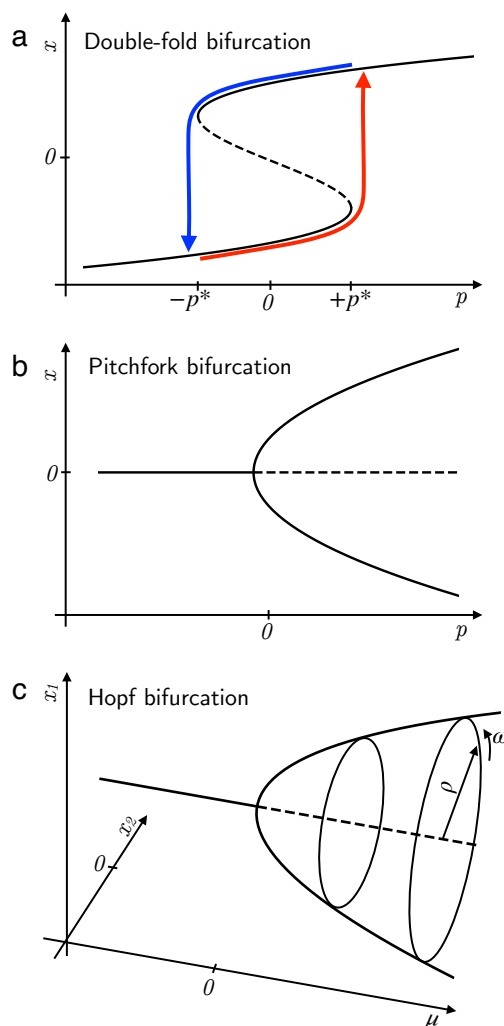 a
Double-fold bifurcation
x
0
−p* 0 +p* p
b
Pitchfork bifurcation
x
0
0 p
c
Hopf bifurcation
x₁
ω
ρ
x₂
0
0
μ